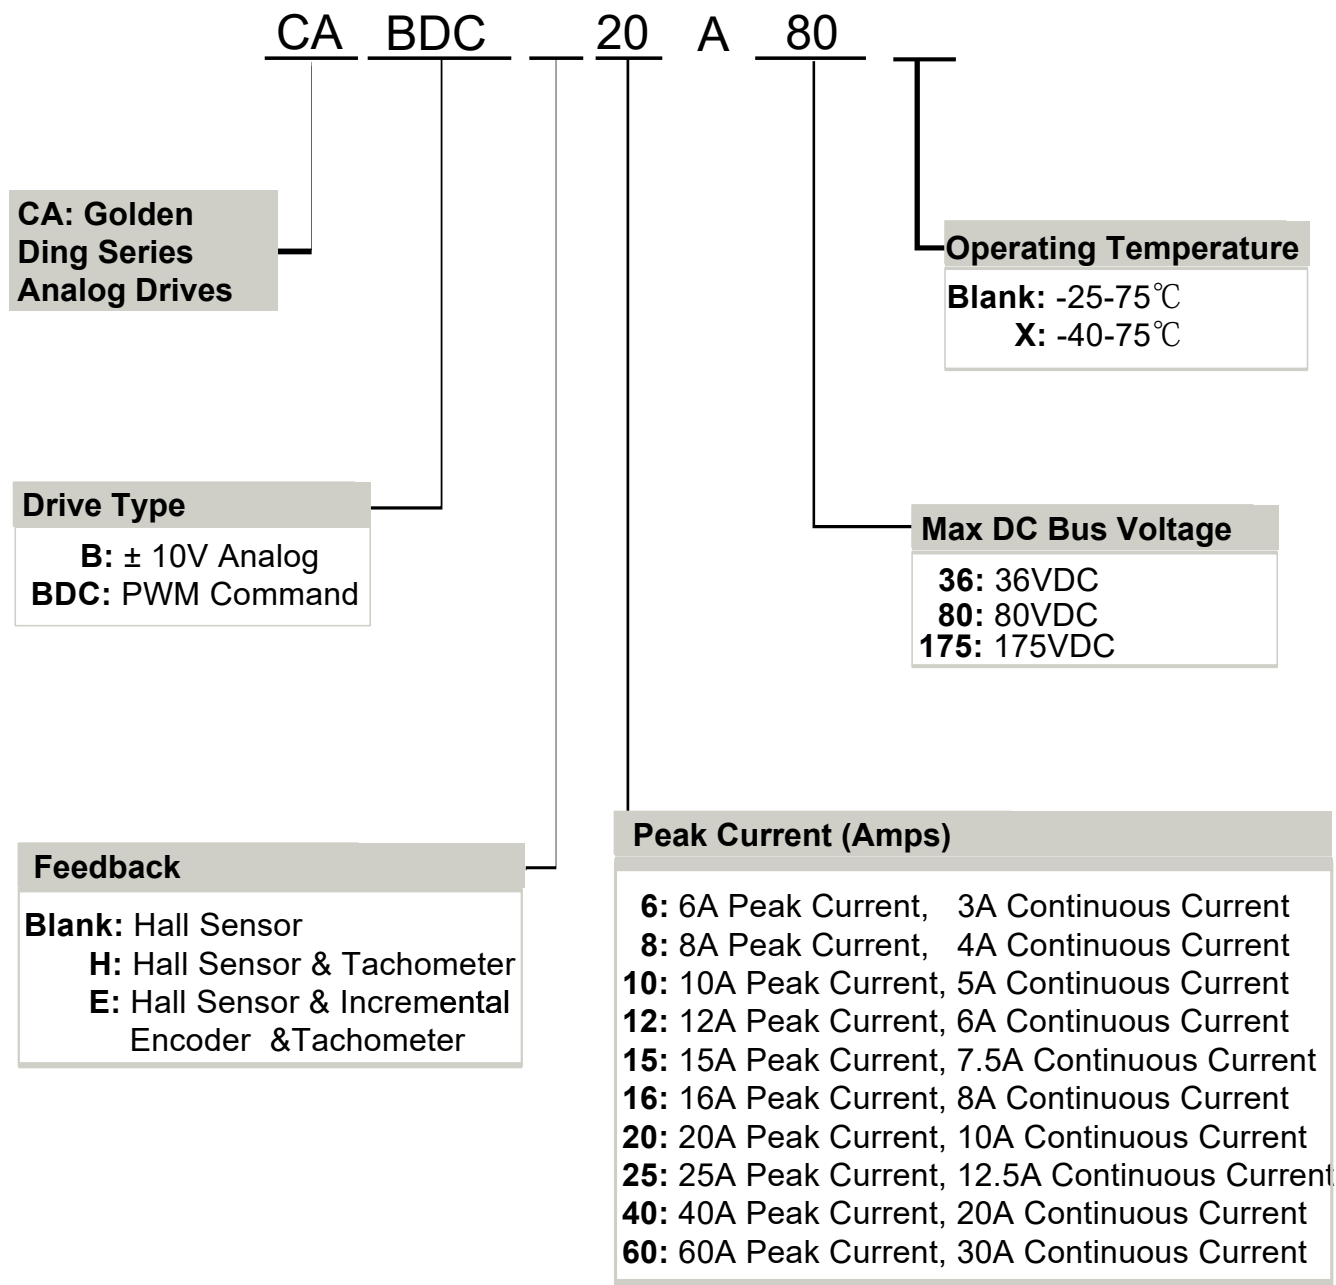 CA BDC 20 A 80
CA: Golden
Ding Series
Analog Drives
Operating Temperature
Blank: -25-75℃
X: -40-75℃
Drive Type
B: ± 10V Analog
BDC: PWM Command
Max DC Bus Voltage
36: 36VDC
80: 80VDC
175: 175VDC
Feedback
Blank: Hall Sensor
H: Hall Sensor & Tachometer
E: Hall Sensor & Incremental
Encoder &Tachometer
Peak Current (Amps)
6: 6A Peak Current, 3A Continuous Current
8: 8A Peak Current, 4A Continuous Current
10: 10A Peak Current, 5A Continuous Current
12: 12A Peak Current, 6A Continuous Current
15: 15A Peak Current, 7.5A Continuous Current
16: 16A Peak Current, 8A Continuous Current
20: 20A Peak Current, 10A Continuous Current
25: 25A Peak Current, 12.5A Continuous Current
40: 40A Peak Current, 20A Continuous Current
60: 60A Peak Current, 30A Continuous Current